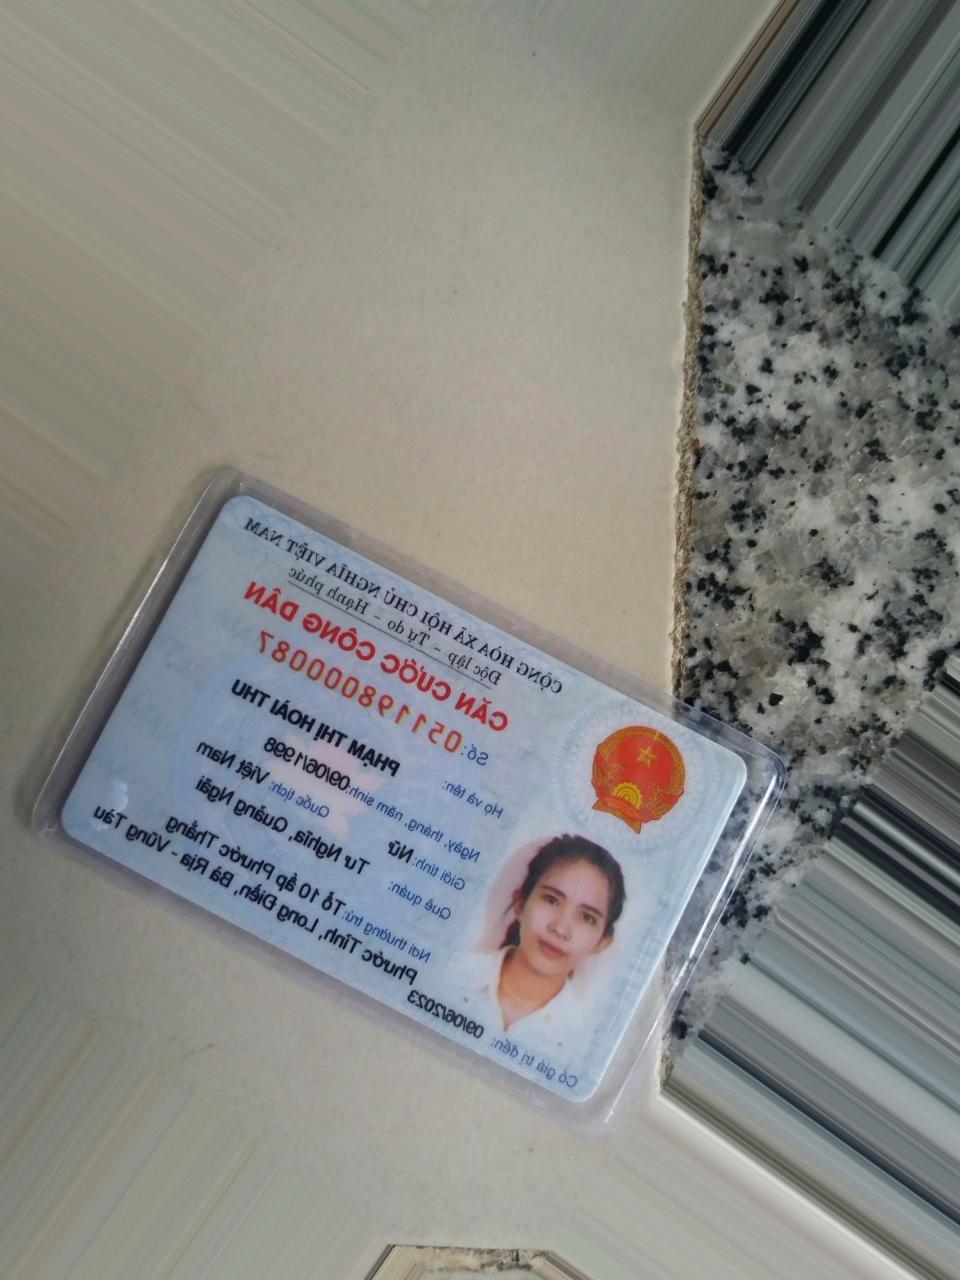 CỘNG HÒA XÃ HỘI CHỦ NGHĨA VIỆT NAM
Độc lập - Tự do - Hạnh phúc
CĂN CƯỚC CÔNG DÂN
Số: 051198000087
Họ và tên:
PHẠM THỊ HOÀI THU
Ngày, tháng, năm sinh: 09/06/1998
Giới tính: Nữ Quốc tịch: Việt Nam
Quê quán:
Tư Nghĩa, Quảng Ngãi
Nơi thường trú: Tổ 10 ấp Phước Thắng
Phước Tỉnh, Long Điền, Bà Rịa - Vũng Tàu
Có giá trị đến: 09/06/2023